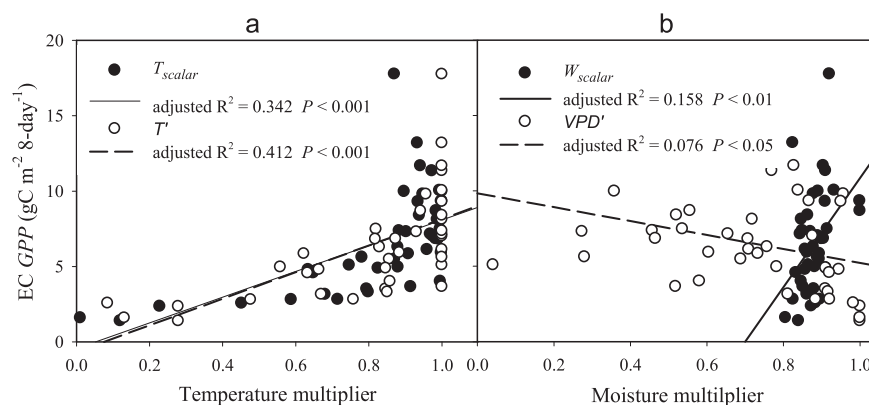 a
b
EC GPP (gC m-2 8-day-1)
20
15
10
5
0
Tscalar
adjusted R2 = 0.342 P < 0.001
T'
adjusted R2 = 0.412 P < 0.001
Wscalar
adjusted R2 = 0.158 P < 0.01
VPD'
adjusted R2 = 0.076 P < 0.05
0.0 0.2 0.4 0.6 0.8 1.0
0.0 0.2 0.4 0.6 0.8 1.0
Temperature multiplier
Moisture multilplier